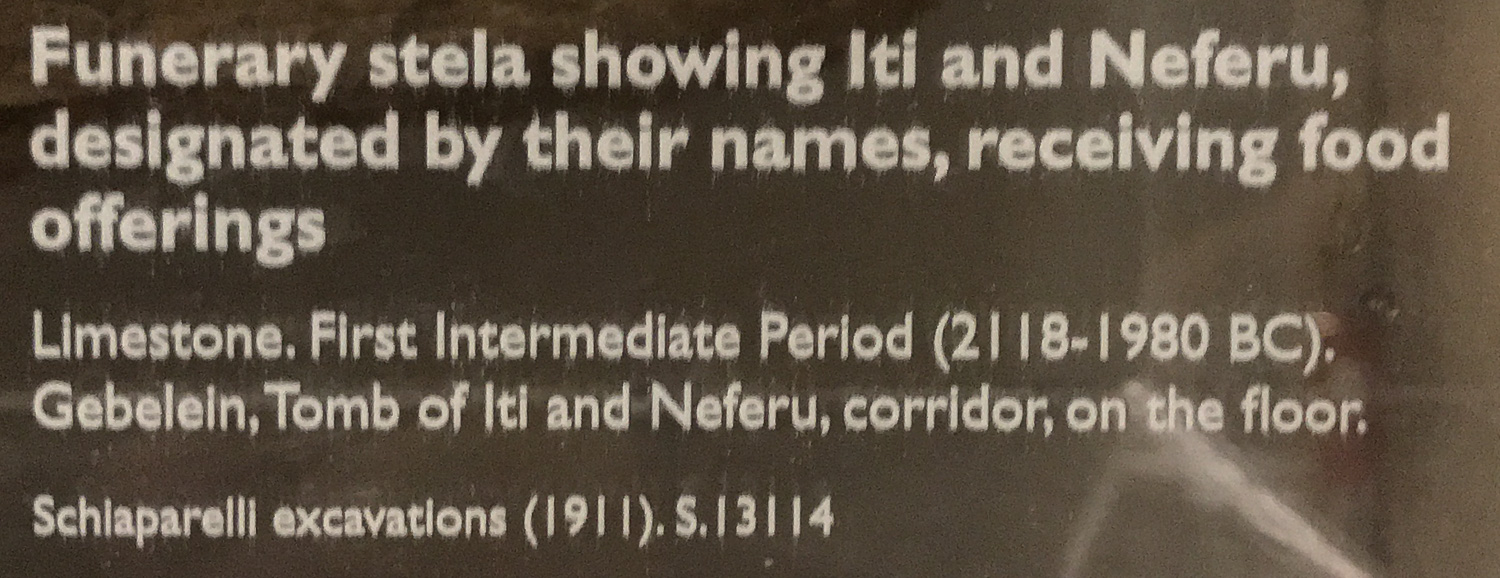 Funerary stela showing Iti and Neferu,
designated by their names, receiving food
offerings
Limestone. First Intermediate Period (2118-1980 BC).
Gebelein, Tomb of Iti and Neferu, corridor, on the floor.
Schiaparelli excavations (1911). S.13114